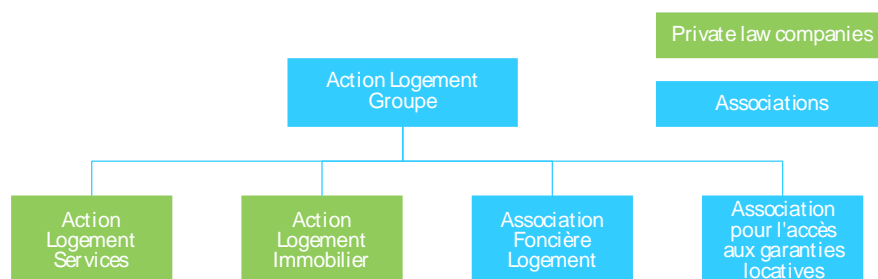 Private law companies
Action Logement
Groupe
Associations
Action
Logement
Services
Action
Logement
Immobilier
Association
Foncière
Logement
Association
pour l'accès
aux garanties
locatives